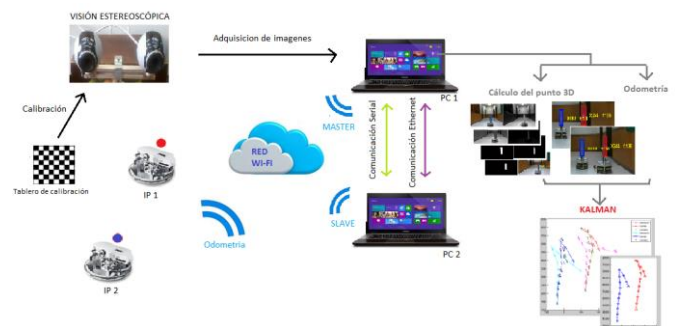 VISIÓN ESTEREOSCÓPICA
Adquisicion de imagenes
Calibración
Tablero de calibración
IP 1
IP 2
RED
WI-FI
Odometria
MASTER
SLAVE
Comunicación Serial
Comunicación Ethernet
PC 1
PC 2
Cálculo del punto 3D
Odometría
KALMAN